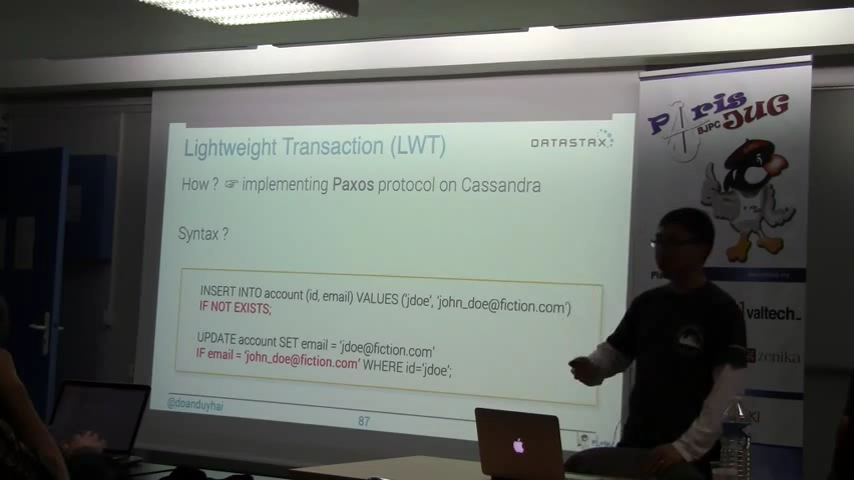 Lightweight Transaction (LWT)
DATASTAX
How ? ☞ implementing Paxos protocol on Cassandra
Syntax ?
INSERT INTO account (id, email) VALUES ('jdoe', 'john_doe@fiction.com')
IF NOT EXISTS;
UPDATE account SET email = 'jdoe@fiction.com'
IF email = 'john_doe@fiction.com' WHERE id='jdoe';
@doanduyhai
87
Paris
BJPC
JUG
valtech_
zenika